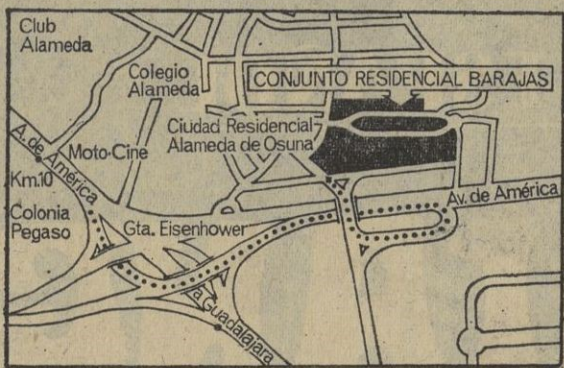 Club
Alameda
Colegio
Alameda
CONJUNTO RESIDENCIAL BARAJAS
Ciudad Residencial
Alameda de Osuna
A. de América
Moto-Cine
Km.10
Colonia
Pegaso
Gta. Eisenhower
Av. de América
a Guadalajara